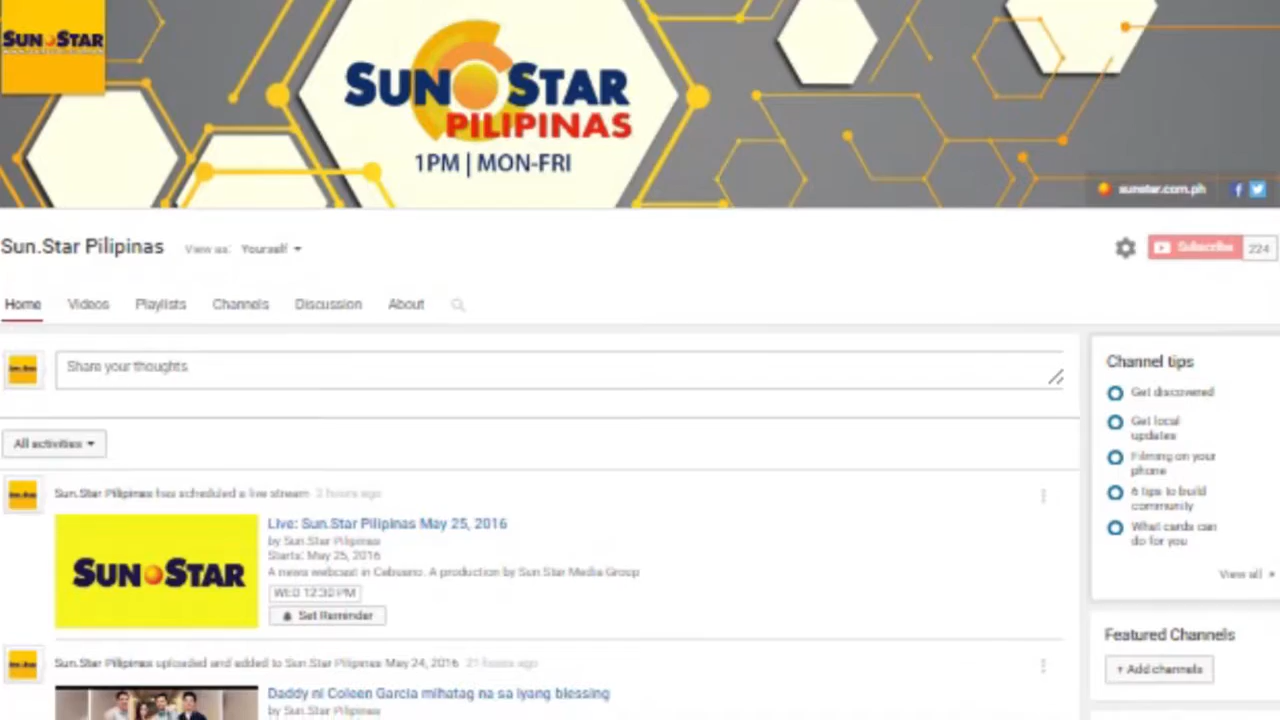 SUN STAR
SUN STAR
PILIPINAS
1PM | MON-FRI
sunstar.com.ph
Sun.Star Pilipinas View as: Yourself
Subscribe 224
Home Videos Playlists Channels Discussion About
Share your thoughts
All activities
Sun.Star Pilipinas has scheduled a live stream 2 hours ago
SUN STAR
Live: Sun.Star Pilipinas May 25, 2016
by Sun.Star Pilipinas
Starts: May 25, 2016
A news webcast in Cebuano. A production by Sun.Star Media Group
WED 12:30 PM
Set Reminder
Sun.Star Pilipinas uploaded and added to Sun.Star Pilipinas May 24, 2016 21 hours ago
Daddy ni Coleen Garcia mihatag na sa iyang blessing
by Sun.Star Pilipinas
Channel tips
Get discovered
Get local
updates
Filming on your
phone
6 tips to build
community
What cards can
do for you
View all
Featured Channels
+ Add channels